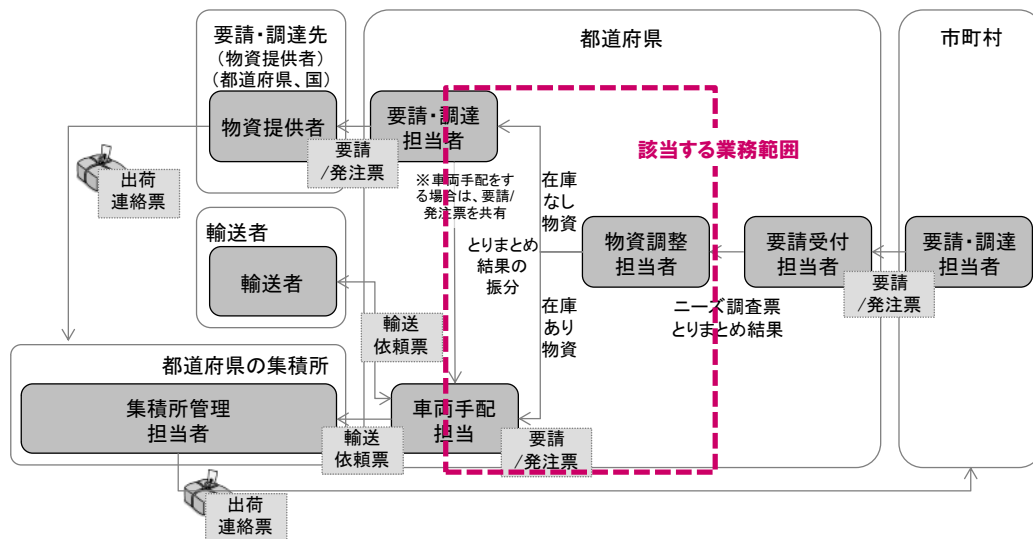 要請・調達先
(物資提供者)
(都道府県、国)
物資提供者
都道府県
要請・調達
担当者
要請
/発注票
※車両手配をす
る場合は、要請/
発注票を共有
該当する業務範囲
市町村
要請・調達
担当者
要請
/発注票
要請受付
担当者
ニーズ調査票
とりまとめ結果
物資調整
担当者
在庫
なし
物資
とりまとめ
結果の
振分
在庫
あり
物資
出荷
連絡票
輸送者
輸送者
輸送
依頼票
都道府県の集積所
集積所管理
担当者
輸送
依頼票
車両手配
担当
要請
/発注票
出荷
連絡票